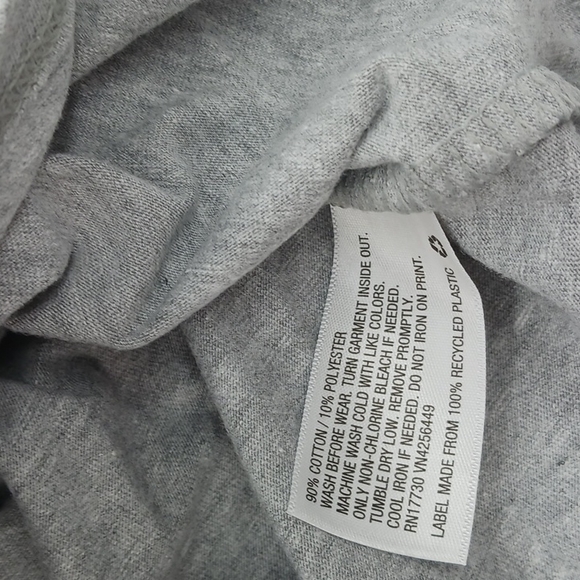 90% COTTON / 10% POLYESTER
WASH BEFORE WEAR. TURN GARMENT INSIDE OUT.
MACHINE WASH COLD WITH LIKE COLORS.
ONLY NON-CHLORINE BLEACH IF NEEDED.
TUMBLE DRY LOW. REMOVE PROMPTLY.
COOL IRON IF NEEDED. DO NOT IRON ON PRINT.
RN17730 VN4256449
LABEL MADE FROM 100% RECYCLED PLASTIC